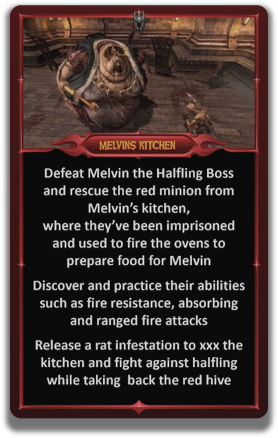 MELVINS KITCHEN
Defeat Melvin the Halfling Boss
and rescue the red minion from
Melvin's kitchen,
where they've been imprisoned
and used to fire the ovens to
prepare food for Melvin
Discover and practice their abilities
such as fire resistance, absorbing
and ranged fire attacks
Release a rat infestation to xxx the
kitchen and fight against halfling
while taking back the red hive